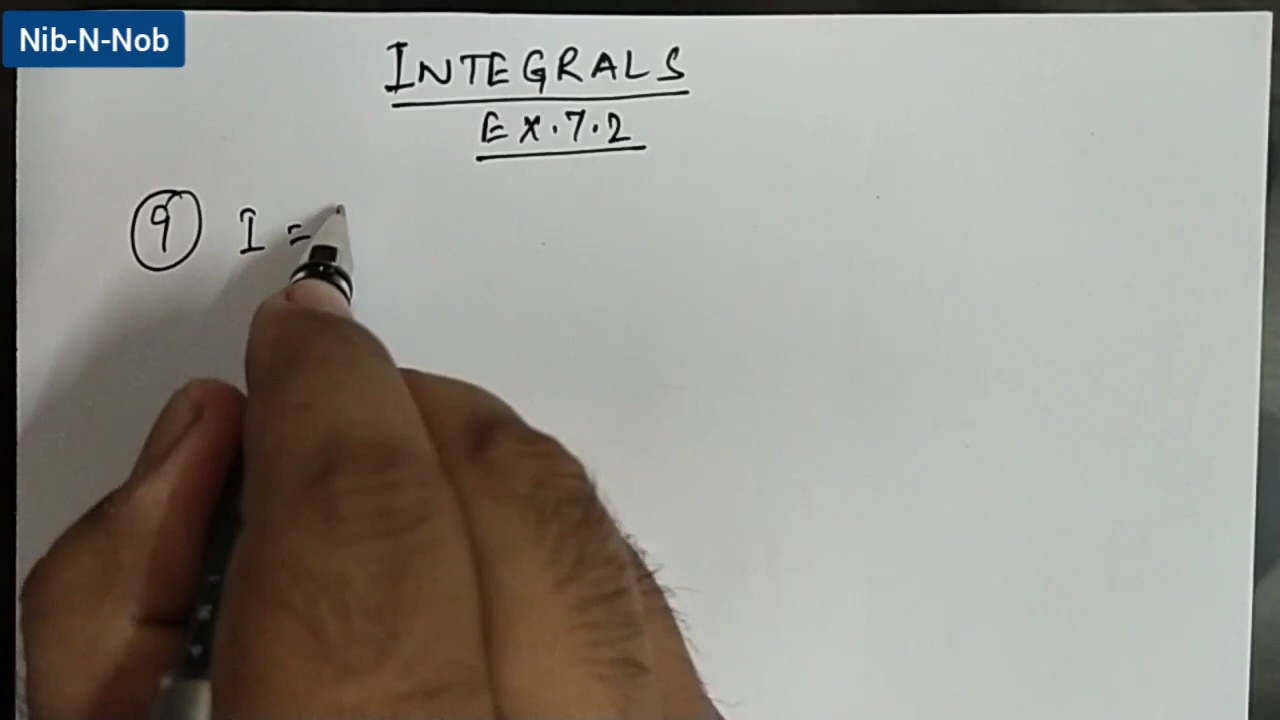 Nib-N-Nob
INTEGRALS
Ex.7.2
9 I =